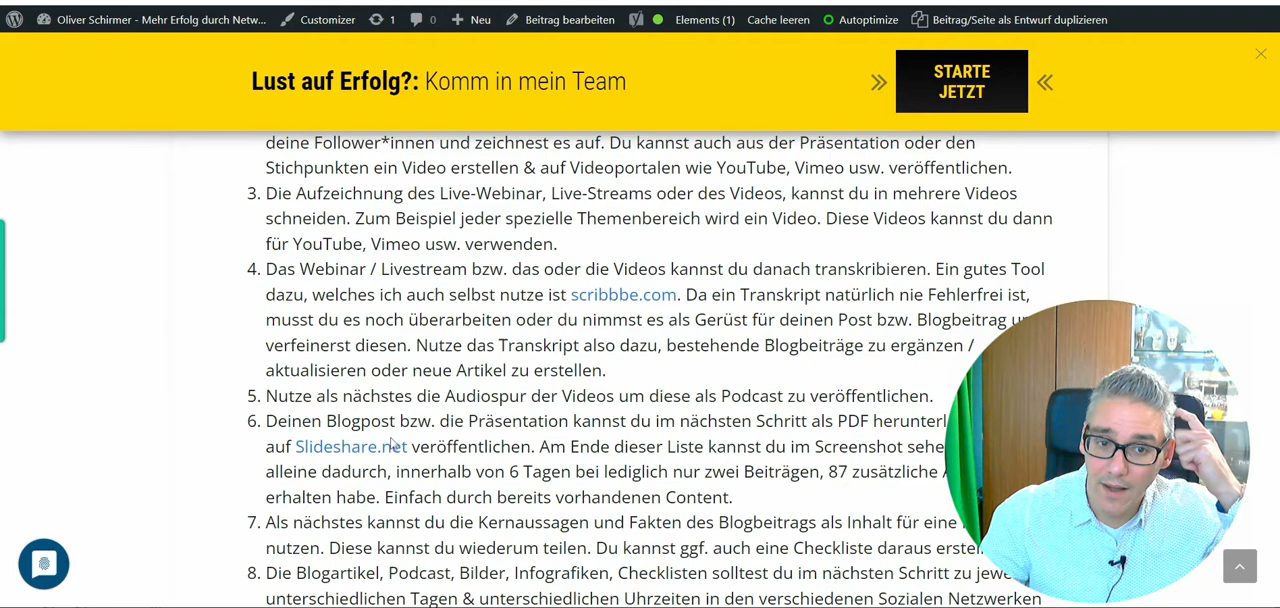 Oliver Schirmer - Mehr Erfolg durch Netw... Customizer 1 0 Neu Beitrag bearbeiten Elements (1) Cache leeren Autoptimize Beitrag/Seite als Entwurf duplizieren
Lust auf Erfolg?: Komm in mein Team
STARTE
JETZT
deine Follower*innen und zeichnest es auf. Du kannst auch aus der Präsentation oder den
Stichpunkten ein Video erstellen & auf Videoportalen wie YouTube, Vimeo usw. veröffentlichen.
3. Die Aufzeichnung des Live-Webinar, Live-Streams oder des Videos, kannst du in mehrere Videos
schneiden. Zum Beispiel jeder spezielle Themenbereich wird ein Video. Diese Videos kannst du dann
für YouTube, Vimeo usw. verwenden.
4. Das Webinar / Livestream bzw. das oder die Videos kannst du danach transkribieren. Ein gutes Tool
dazu, welches ich auch selbst nutze ist scribbbe.com. Da ein Transkript natürlich nie Fehlerfrei ist,
musst du es noch überarbeiten oder du nimmst es als Gerüst für deinen Post bzw. Blogbeitrag
verfeinerst diesen. Nutze das Transkript also dazu, bestehende Blogbeiträge zu ergänzen /
aktualisieren oder neue Artikel zu erstellen.
5. Nutze als nächstes die Audiospur der Videos um diese als Podcast zu veröffentlichen.
6. Deinen Blogpost bzw. die Präsentation kannst du im nächsten Schritt als PDF
auf Slideshare.net veröffentlichen. Am Ende dieser Liste kannst du im Screenshot
alleine dadurch, innerhalb von 6 Tagen bei lediglich nur zwei Beiträgen, 87 zusätzliche
erhalten habe. Einfach durch bereits vorhandenen Content.
7. Als nächstes kannst du die Kernaussagen und Fakten des Blogbeitrags als Inhalt für eine
nutzen. Diese kannst du wiederum teilen. Du kannst ggf. auch eine Checkliste daraus
8. Die Blogartikel, Podcast, Bilder, Infografiken, Checklisten solltest du im nächsten Schritt zu
unterschiedlichen Tagen & unterschiedlichen Uhrzeiten in den verschiedenen Sozialen Netzwerken